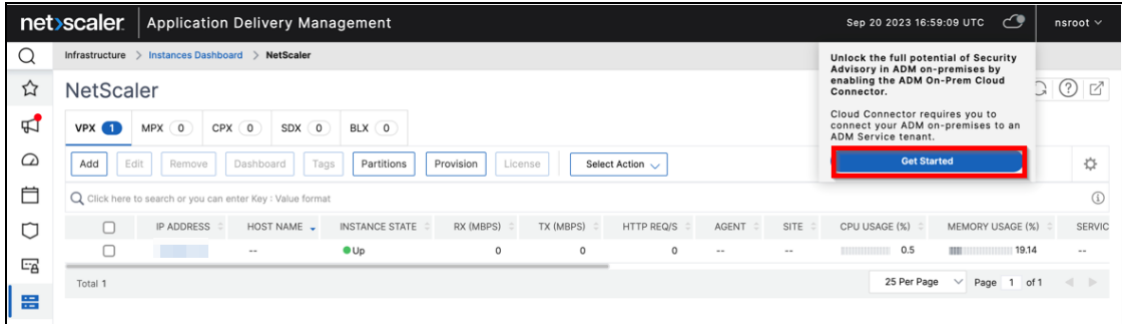 net>scaler. Application Delivery Management Sep 20 2023 16:59:09 UTC nsroot
Infrastructure > Instances Dashboard > NetScaler
Unlock the full potential of Security
Advisory in ADM on-premises by
enabling the ADM On-Prem Cloud
Connector.
Cloud Connector requires you to
connect your ADM on-premises to an
ADM Service tenant.
Get Started
NetScaler
VPX 1 MPX 0 CPX 0 SDX 0 BLX 0
Add Edit Remove Dashboard Tags Partitions Provision License Select Action
Click here to search or you can enter Key : Value format
IP ADDRESS HOST NAME INSTANCE STATE RX (MBPS) TX (MBPS) HTTP REQ/S AGENT SITE CPU USAGE (%) MEMORY USAGE (%) SERVIC
-- Up 0 0 0 -- -- 0.5 19.14 --
Total 1 25 Per Page Page 1 of 1